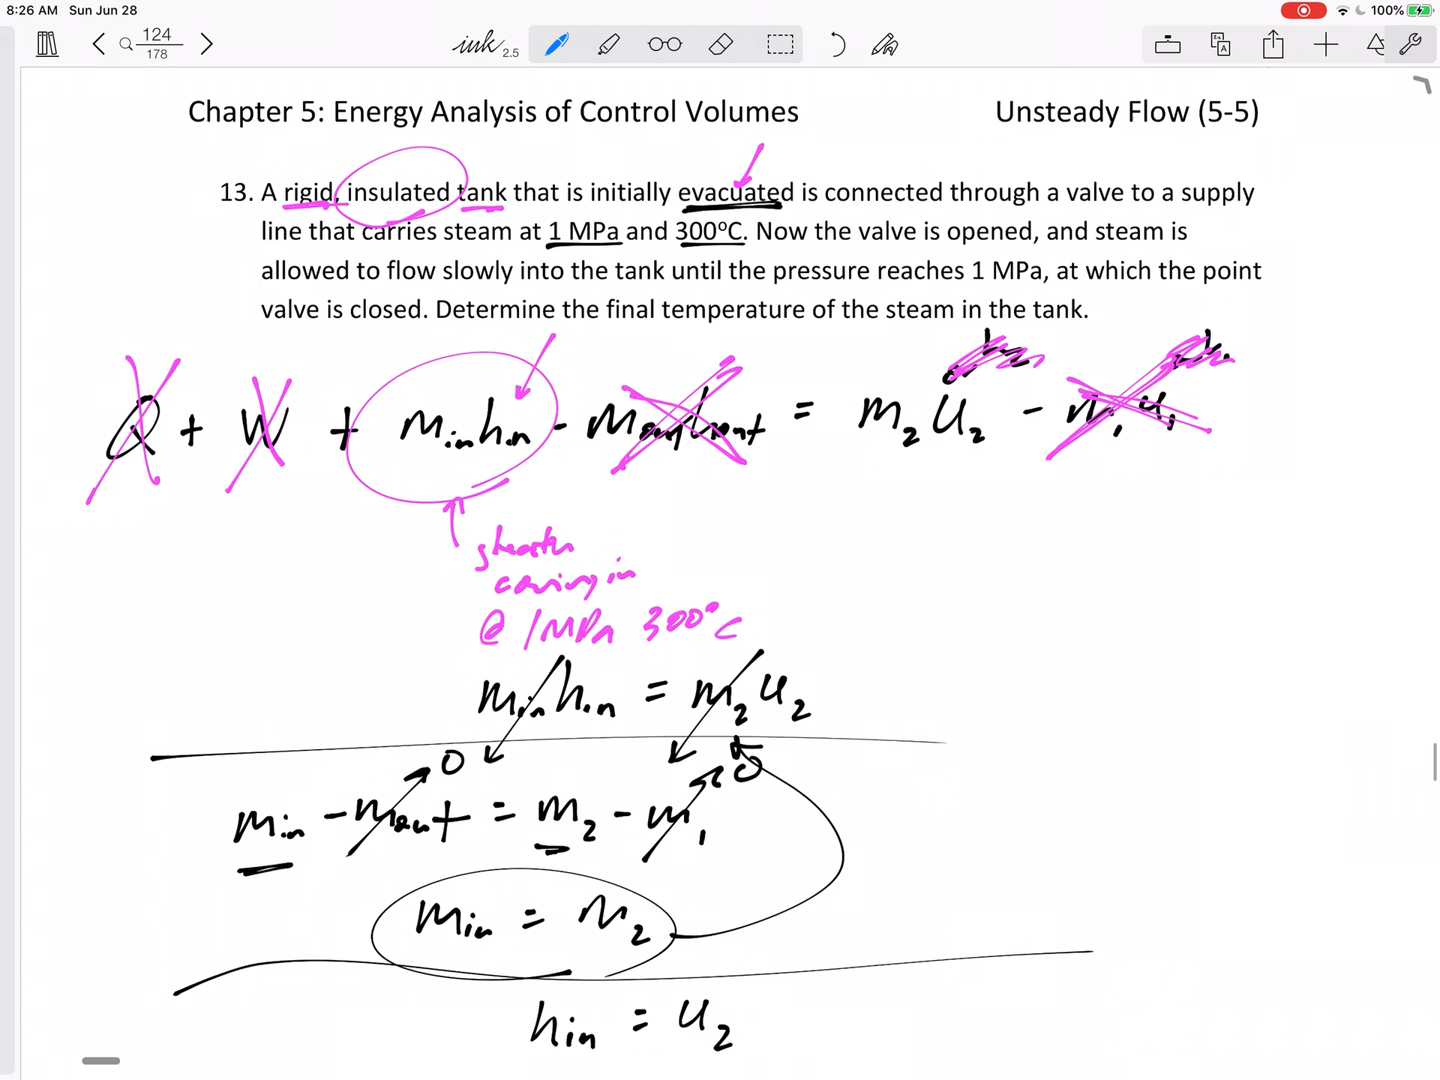 8:26 AM Sun Jun 28 100%
124
178
ink 2.5
Chapter 5: Energy Analysis of Control Volumes Unsteady Flow (5-5)
13. A rigid, insulated tank that is initially evacuated is connected through a valve to a supply
line that carries steam at 1 MPa and 300°C. Now the valve is opened, and steam is
allowed to flow slowly into the tank until the pressure reaches 1 MPa, at which the point
valve is closed. Determine the final temperature of the steam in the tank.
Q + W + m_in h_in - m_out h_out = m_2 u_2 - m_1 u_1
coming in
@ 1MPa 300°C
m_in h_in = m_2 u_2
0 0
m_in - m_out = m_2 - m_1
m_in = m_2
h_in = u_2